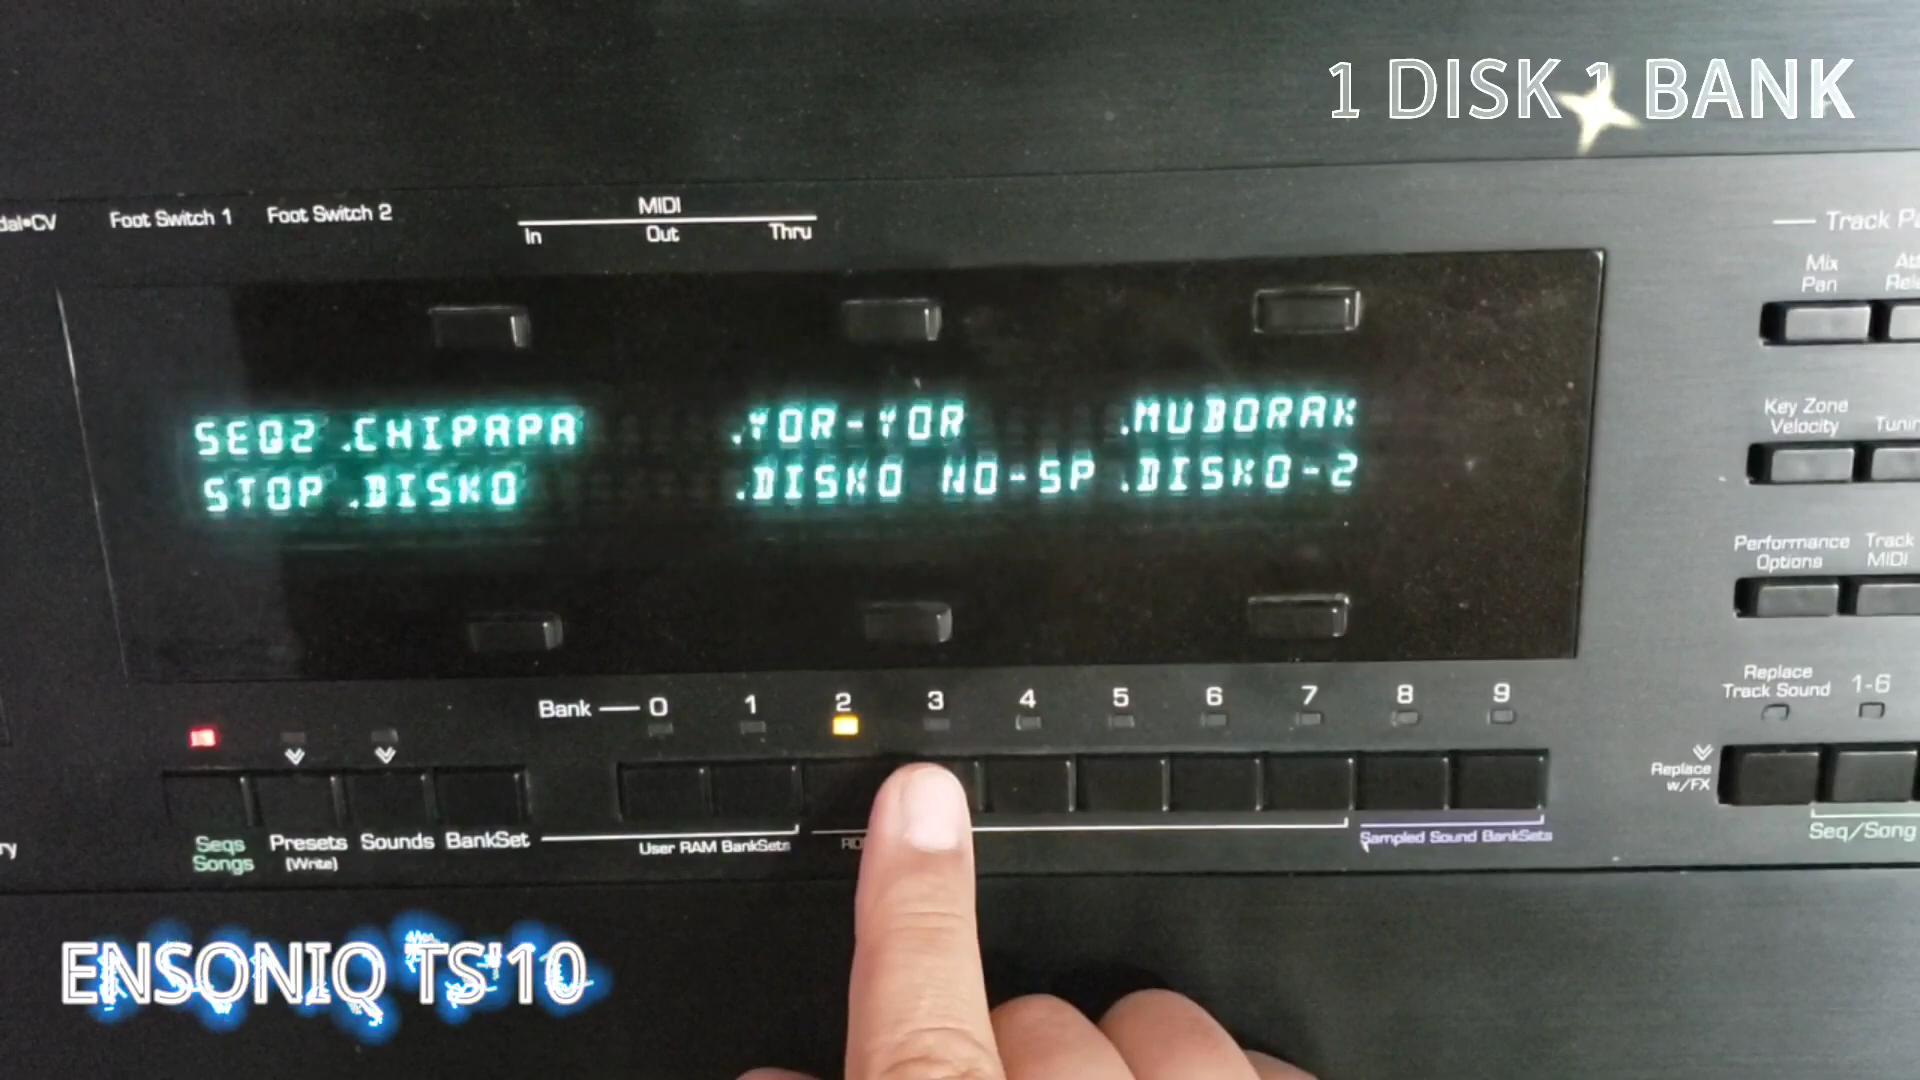 1 DISK 1 BANK
Foot Switch 1
Foot Switch 2
MIDI
In Out Thru
Mix
Pan
SEQ2 .CHIPAPA .YOR-YOR .MUBORAK
STOP .DISKO .DISKO NO-SP .DISKO-2
Key Zone
Velocity
Performance
Options
Track
MIDI
Replace
Track Sound
1-6
Bank 0 1 2 3 4 5 6 7 8 9
Replace
w/FX
Seqs
Songs
Presets
(Write)
Sounds
BankSet
User RAM BankSets
Sampled Sound BankSets
Seq/Song
ENSONIQ TS'10